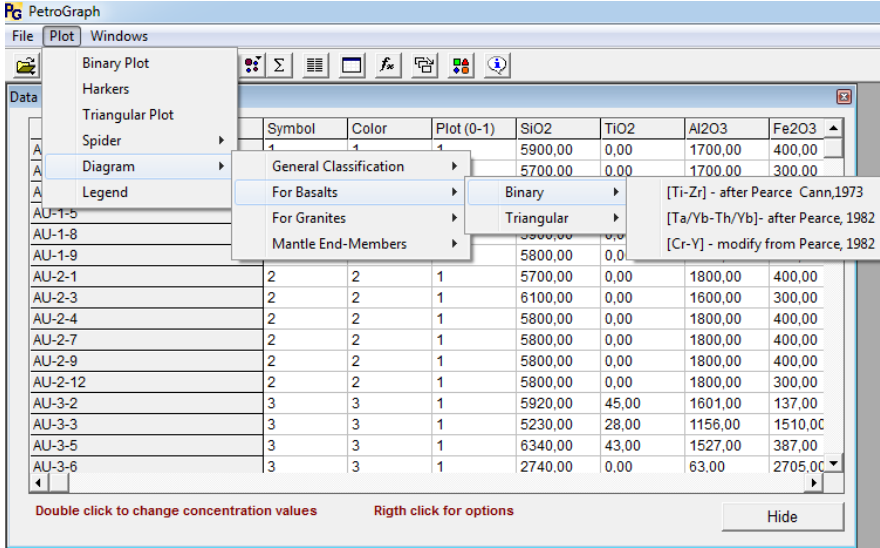 PG PetroGraph
File Plot Windows
Binary Plot
Harkers
Triangular Plot
Spider
Diagram
Legend
General Classification
For Basalts
For Granites
Mantle End-Members
Binary
Triangular
[Ti-Zr] - after Pearce Cann,1973
[Ta/Yb-Th/Yb]- after Pearce, 1982
[Cr-Y] - modify from Pearce, 1982
Σ fx
Data
Symbol Color Plot (0-1) SiO2 TiO2 Al2O3 Fe2O3
5900,00 0,00 1700,00 400,00
5700,00 0,00 1700,00 300,00
AU-1-5
AU-1-8
AU-1-9 5800,00
AU-2-1 2 2 1 5700,00 0,00 1800,00 400,00
AU-2-3 2 2 1 6100,00 0,00 1600,00 300,00
AU-2-4 2 2 1 5800,00 0,00 1800,00 400,00
AU-2-7 2 2 1 5800,00 0,00 1800,00 400,00
AU-2-9 2 2 1 5800,00 0,00 1800,00 400,00
AU-2-12 2 2 1 5800,00 0,00 1800,00 300,00
AU-3-2 3 3 1 5920,00 45,00 1601,00 137,00
AU-3-3 3 3 1 5230,00 28,00 1156,00 1510,00
AU-3-5 3 3 1 6340,00 43,00 1527,00 387,00
AU-3-6 3 3 1 2740,00 0,00 63,00 2705,00
Double click to change concentration values Rigth click for options
Hide